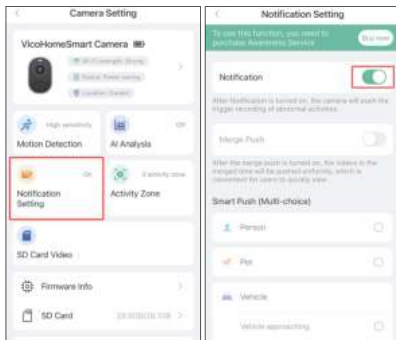 Camera Setting
VicoHomeSmart Camera
High sensitivity
Motion Detection
Off
AI Analysis
On
Notification
Setting
0 activity zone
Activity Zone
SD Card Video
Firmware Info
SD Card
Notification Setting
To use this function, you need to
purchase Awareness Service
Buy now
Notification
After Notification is turned on, the camera will push the
trigger recording of abnormal activities.
Merge Push
After the merge push is turned on, the videos in the
merged time will be pushed uniformly, which is
convenient for users to quickly view.
Smart Push (Multi-choice)
Person
Pet
Vehicle
Vehicle approaching